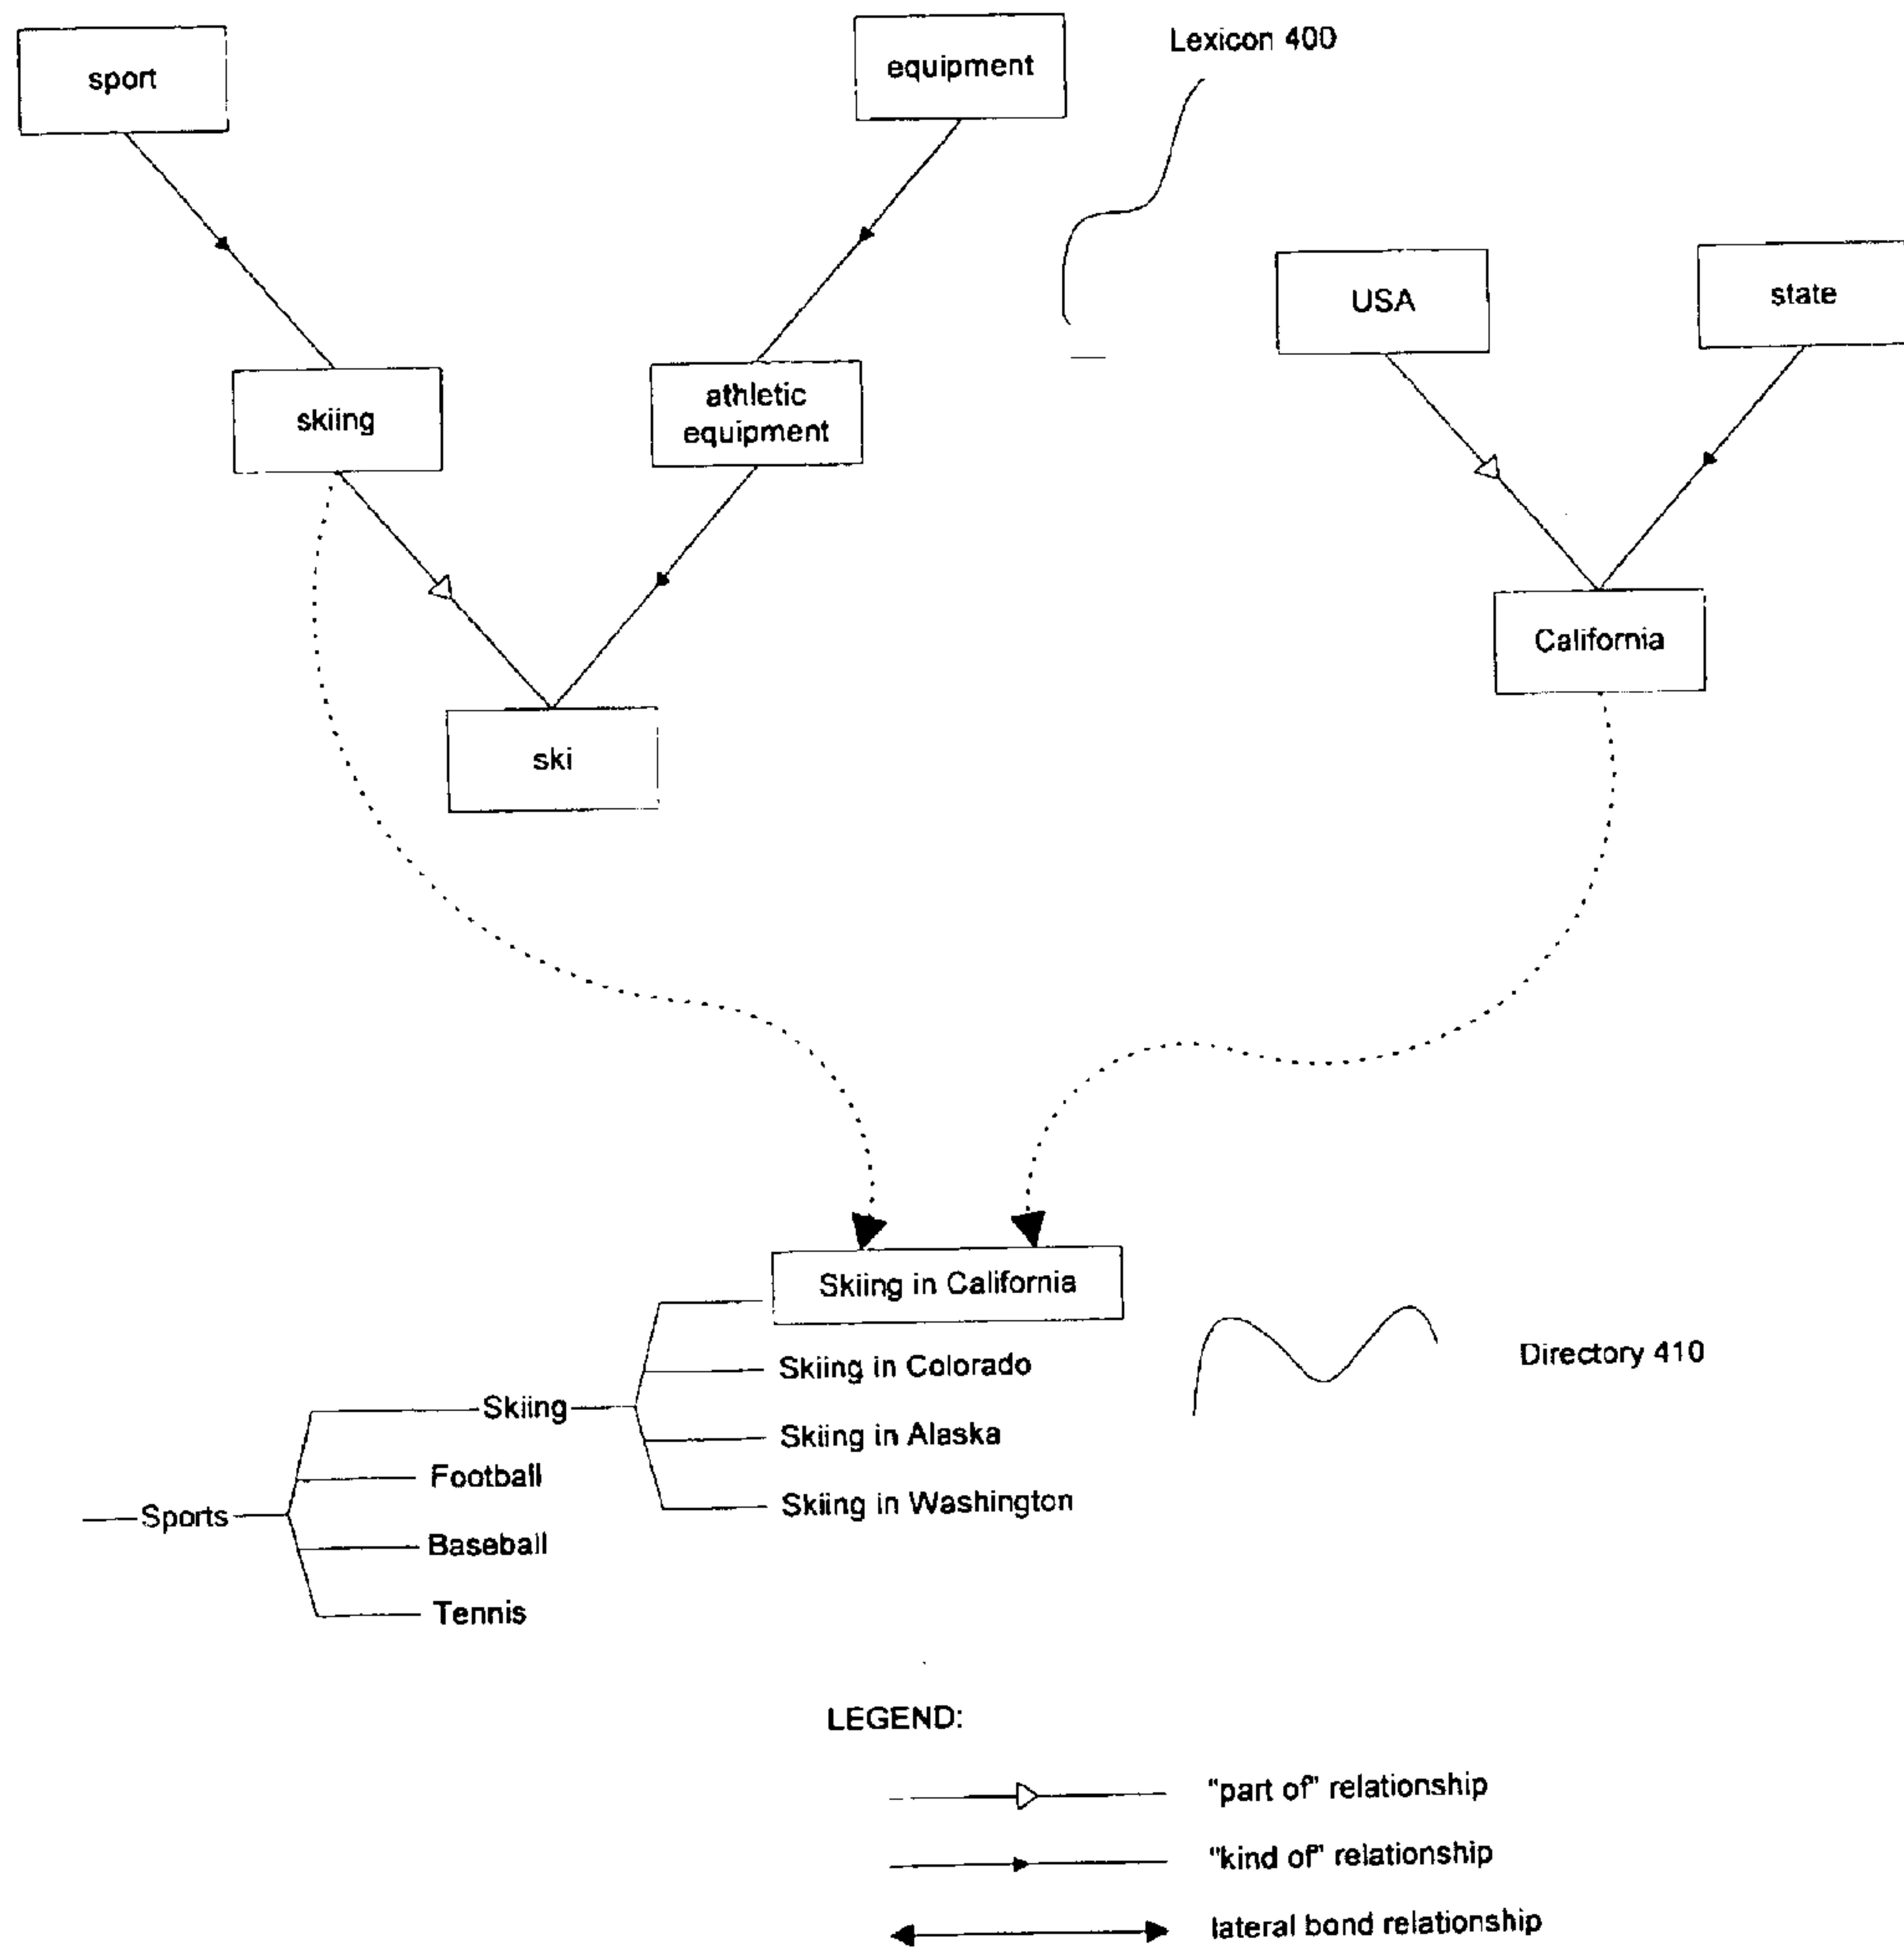 sport
equipment
Lexicon 400
USA
state
skiing
athletic
equipment
California
ski
Skiing in California
Directory 410
Skiing in Colorado
Skiing
Skiing in Alaska
Football
Skiing in Washington
Sports
Baseball
Tennis
LEGEND:
"part of" relationship
"kind of" relationship
lateral bond relationship